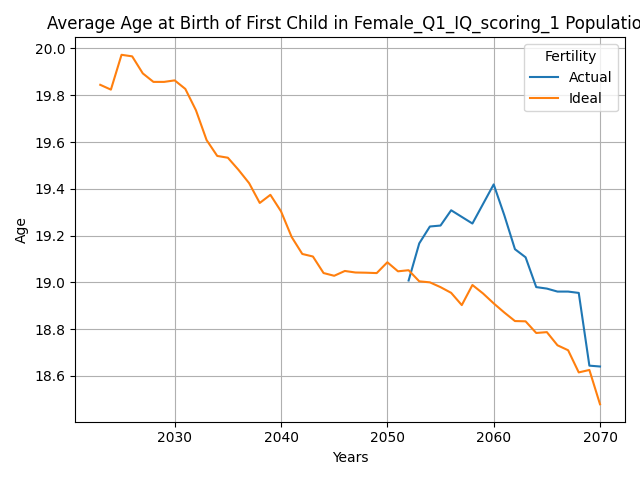 Average Age at Birth of First Child in Female_Q1_IQ_scoring_1 Populatio
20.0
19.8
19.6
19.4
19.2
19.0
18.8
18.6
Age
Fertility
Actual
Ideal
2030 2040 2050 2060 2070
Years